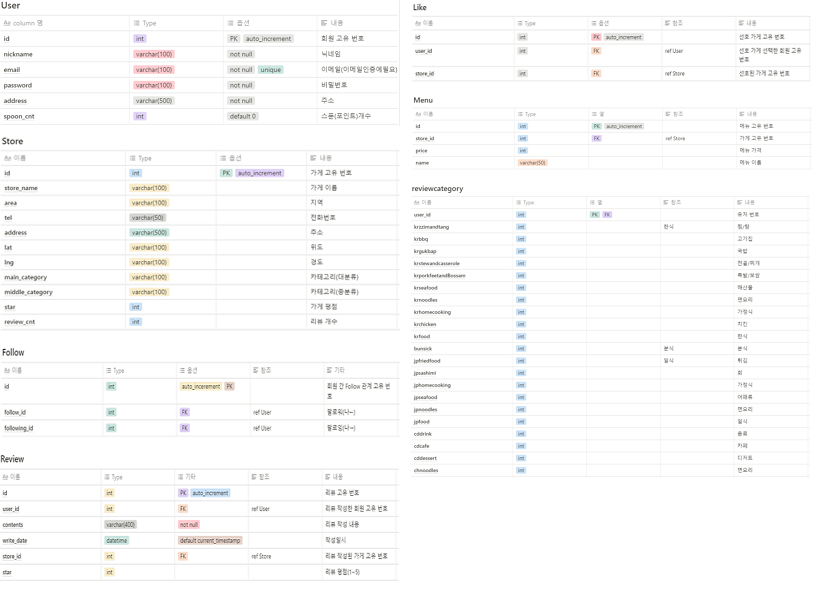 User
Aa column 명 Type 옵션 내용
id int PK auto_increment 회원 고유 번호
nickname varchar(100) not null 닉네임
email varchar(100) not null unique 이메일(이메일인증에필요)
password varchar(100) not null 비밀번호
address varchar(500) not null 주소
spoon_cnt int default 0 스푼(포인트)개수
Store
Aa 이름 Type 옵션 내용
id int PK auto_increment 가게 고유 번호
store_name varchar(100) 가게 이름
area varchar(100) 지역
tel varchar(50) 전화번호
address varchar(500) 주소
lat varchar(100) 위도
lng varchar(100) 경도
main_category varchar(100) 카테고리(대분류)
middle_category varchar(100) 카테고리(중분류)
star int 가게 평점
review_cnt int 리뷰 개수
Follow
Aa 이름 Type 옵션 참조 기타
id int auto_incerement PK 회원 간 Follow 관계 고유 번
호
follow_id int FK ref User
following_id int FK ref User
Review
Aa 이름 Type 기타 참조 내용
id int PK auto_increment 리뷰 고유 번호
user_id int FK ref User 리뷰 작성한 회원 고유 번호
contents varchar(400) not null 리뷰 작성 내용
write_date datetime default current_timestamp 작성일시
store_id int FK ref Store 리뷰 작성된 가게 고유 번호
star int 리뷰 평점(1~5)
Like
Aa 이름 Type 옵션 참조 내용
id int PK auto_increment 선호 가게 고유 번호
user_id int FK ref User 선호 가게 선택한 회원 고유
번호
store_id int FK ref Store 선호된 가게 고유 번호
Menu
Aa 이름 Type 열 참조 내용
id int PK auto_increment 메뉴 고유 번호
store_id int FK ref Store 가게 고유 번호
price int 메뉴 가격
name varchar(50) 메뉴 이름
reviewcategory
Aa 이름 Type 열 참조 내용
user_id int PK FK 유저 번호
krzzimandtang int 한식 찜/탕
krbbq int 고기집
krgukbap int 국밥
krstewandcasserole int 전골/찌개
krporkfeetandBossam int 족발/보쌈
krseafood int 해산물
krnoodles int 면요리
krhomecooking int 가정식
krchicken int 치킨
krfood int 한식
bunsick int 분식 분식
jpfriedfood int 일식 튀김
jpsashimi int 회
jphomecooking int 가정식
jpseafood int 어패류
jpnoodles int 면요리
jpfood int 일식
cddrink int 음료
cdcafe int 카페
cddessert int 디저트
chnoodles int 면요리